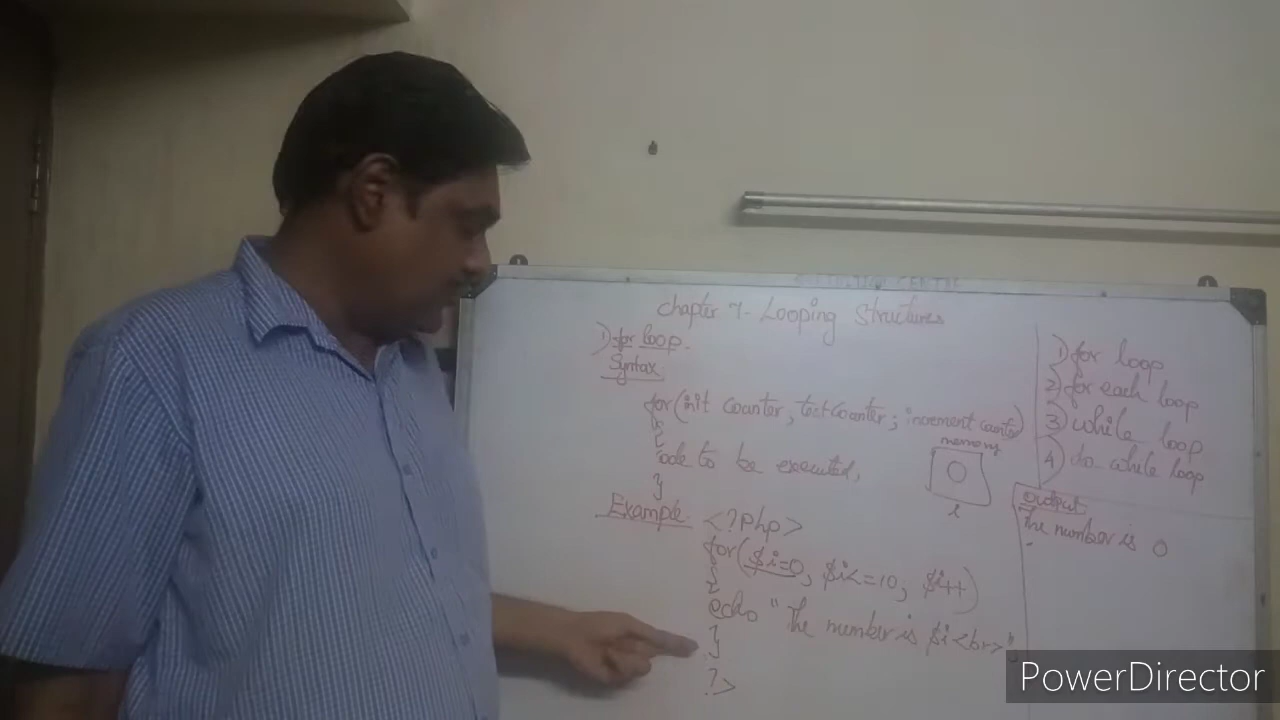 Chapter 7- Looping Structures
1) for loop
Syntax
for(init counter, testcounter; increment counter)
{
code to be executed,
}
memory
i
Example <?php>
for($i=0, $i<=10, $i++)
{
echo "The number is $i<br>";
}
?>
1) for loop
2) for each loop
3) while loop
4) do-while loop
Output
The number is 0
PowerDirector